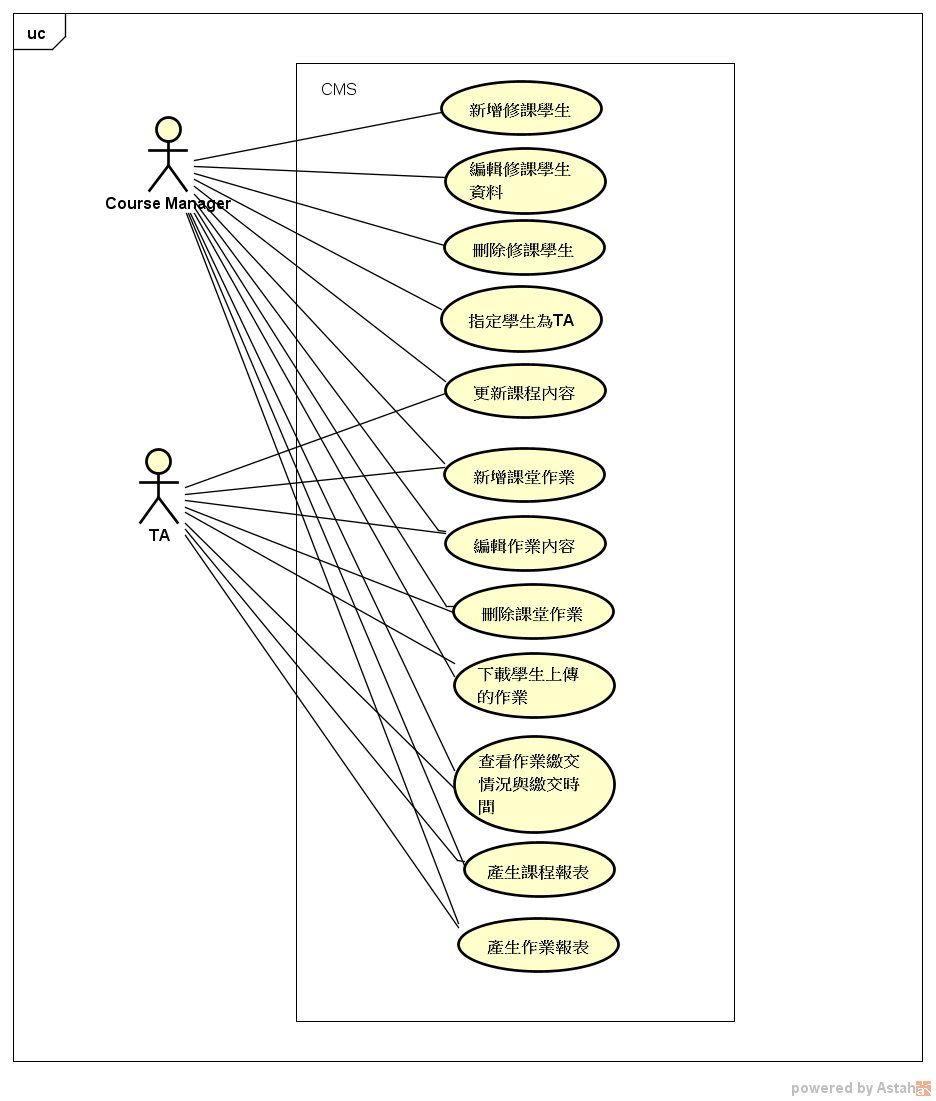 uc
CMS
新增修課學生
編輯修課學生
資料
刪除修課學生
指定學生為TA
更新課程內容
新增課堂作業
編輯作業內容
刪除課堂作業
下載學生上傳
的作業
查看作業繳交
情況與繳交時
間
產生課程報表
產生作業報表
Course Manager
TA
powered by Astah